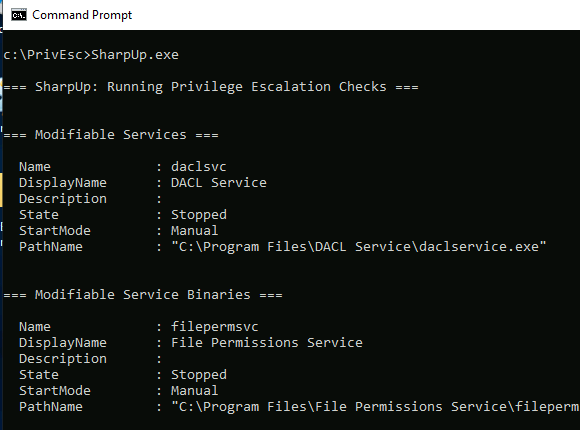 Command Prompt
c:\PrivEsc>SharpUp.exe
=== SharpUp: Running Privilege Escalation Checks ===
=== Modifiable Services ===
Name : daclsvc
DisplayName : DACL Service
Description :
State : Stopped
StartMode : Manual
PathName : "C:\Program Files\DACL Service\daclservice.exe"
=== Modifiable Service Binaries ===
Name : filepermsvc
DisplayName : File Permissions Service
Description :
State : Stopped
StartMode : Manual
PathName : "C:\Program Files\File Permissions Service\fileperm